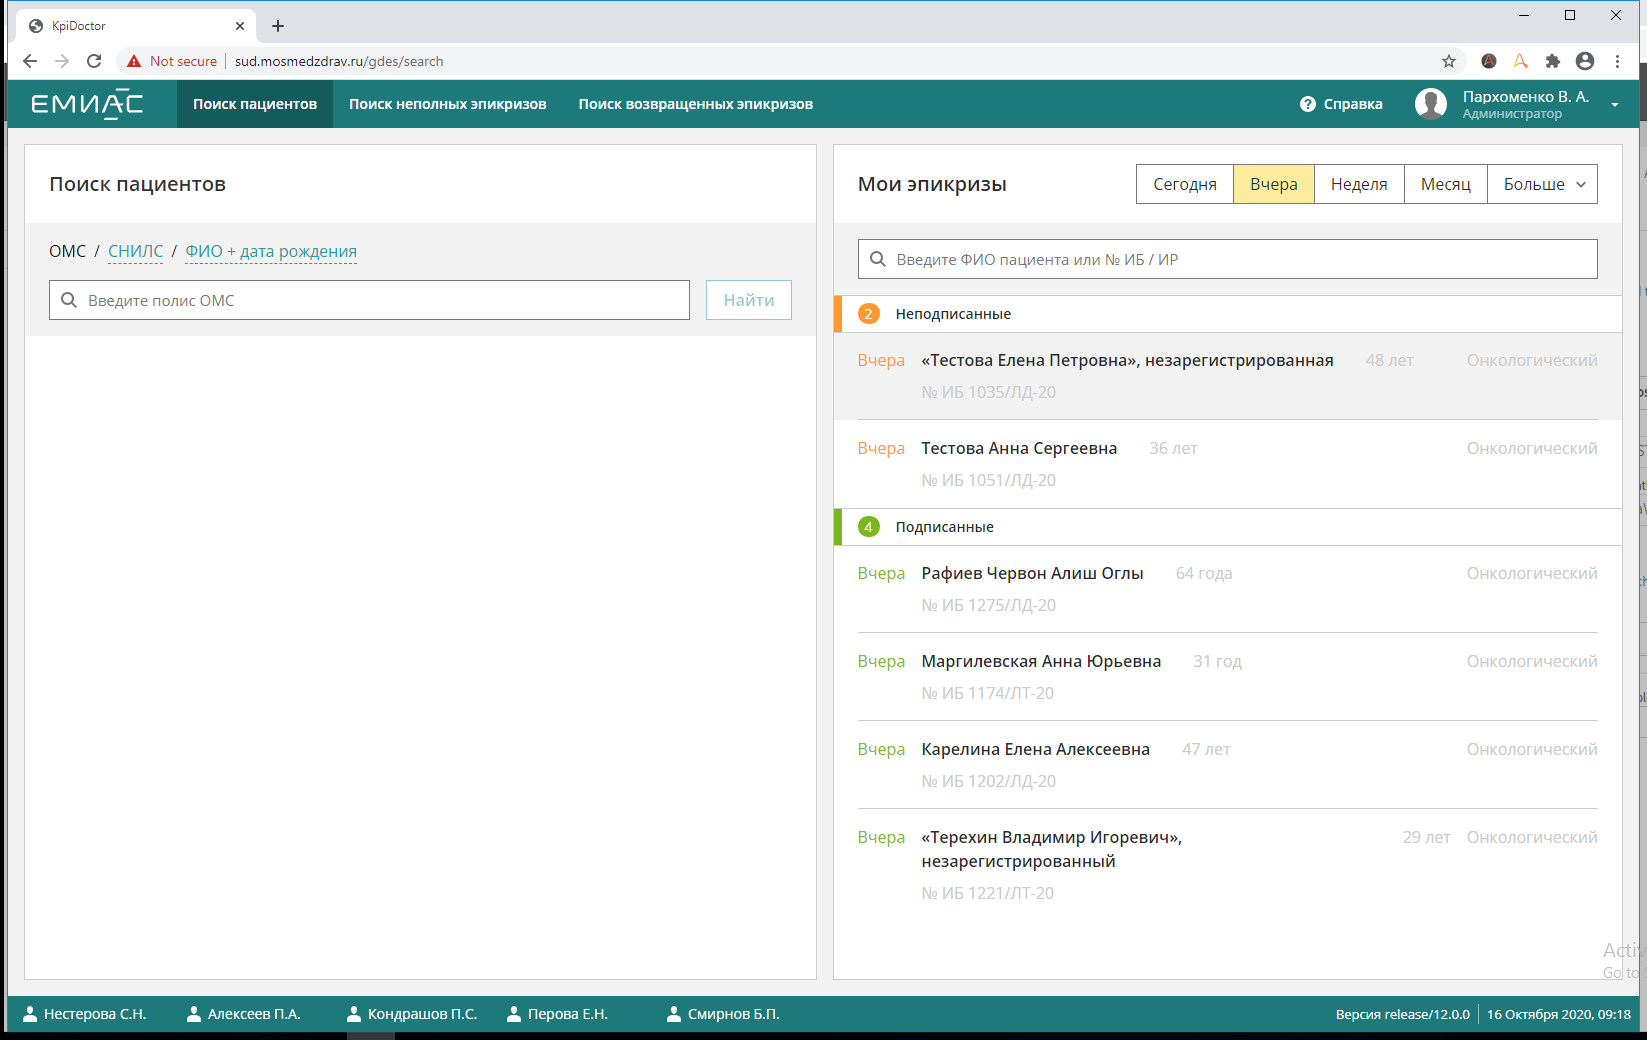 KpiDoctor
Not secure
sud.mosmedzdrav.ru/gdes/search
ЕМИАС
Поиск пациентов
Поиск неполных эпикризов
Поиск возвращенных эпикризов
? Справка
Пархоменко В. А.
Администратор
Поиск пациентов
ОМС / СНИЛС / ФИО + дата рождения
Введите полис ОМС
Найти
Мои эпикризы
Сегодня
Вчера
Неделя
Месяц
Больше
Введите ФИО пациента или № ИБ / ИР
2 Неподписанные
Вчера «Тестова Елена Петровна», незарегистрированная 48 лет Онкологический
№ ИБ 1035/ЛД-20
Вчера Тестова Анна Сергеевна 36 лет Онкологический
№ ИБ 1051/ЛД-20
4 Подписанные
Вчера Рафиев Червон Алиш Оглы 64 года Онкологический
№ ИБ 1275/ЛД-20
Вчера Маргилевская Анна Юрьевна 31 год Онкологический
№ ИБ 1174/ЛТ-20
Вчера Карелина Елена Алексеевна 47 лет Онкологический
№ ИБ 1202/ЛД-20
Вчера «Терехин Владимир Игоревич», 29 лет Онкологический
незарегистрированный
№ ИБ 1221/ЛТ-20
Activ
Go to
Нестерова С.Н.
Алексеев П.А.
Кондрашов П.С.
Перова Е.Н.
Смирнов Б.П.
Версия release/12.0.0
16 Октября 2020, 09:18